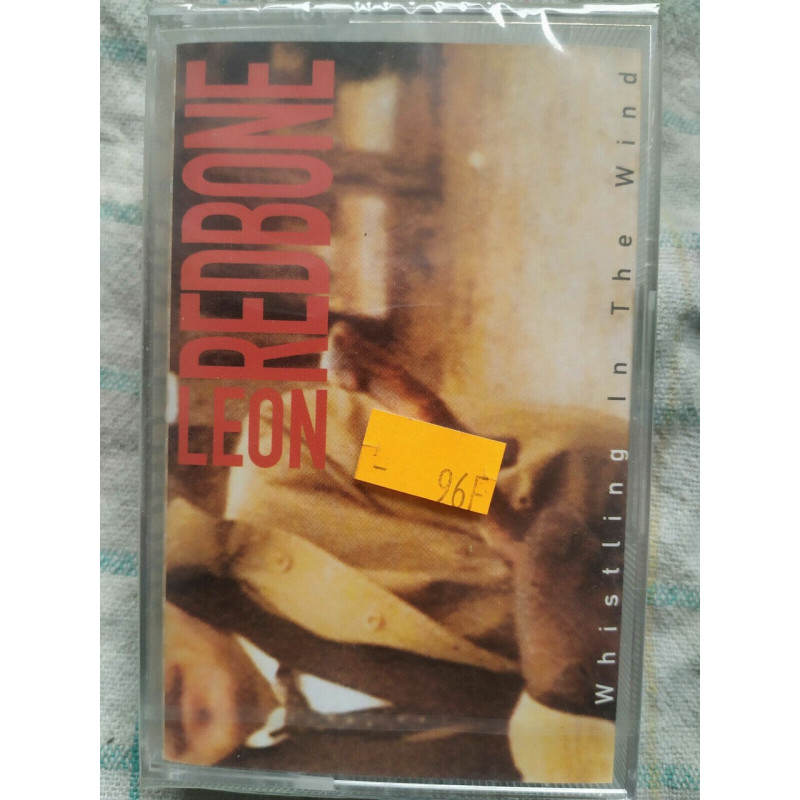 LEON
REDBONE
Whistling In The Wind
96F